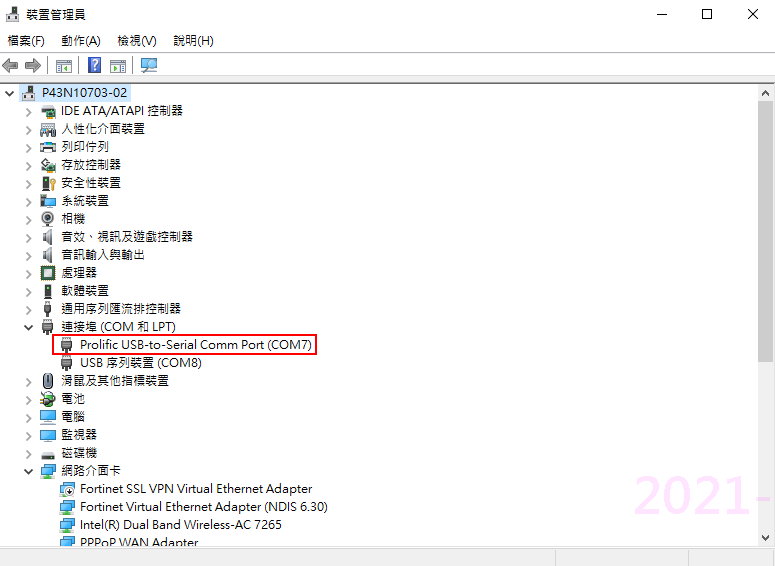 裝置管理員
檔案(F) 動作(A) 檢視(V) 說明(H)
P43N10703-02
IDE ATA/ATAPI 控制器
人性化介面裝置
列印佇列
存放控制器
安全性裝置
系統裝置
相機
音效、視訊及遊戲控制器
音訊輸入與輸出
處理器
軟體裝置
通用序列匯流排控制器
連接埠 (COM 和 LPT)
Prolific USB-to-Serial Comm Port (COM7)
USB 序列裝置 (COM8)
滑鼠及其他指標裝置
電池
電腦
監視器
磁碟機
網路介面卡
Fortinet SSL VPN Virtual Ethernet Adapter
Fortinet Virtual Ethernet Adapter (NDIS 6.30)
Intel(R) Dual Band Wireless-AC 7265
PPPoP WAN Adapter
2021-